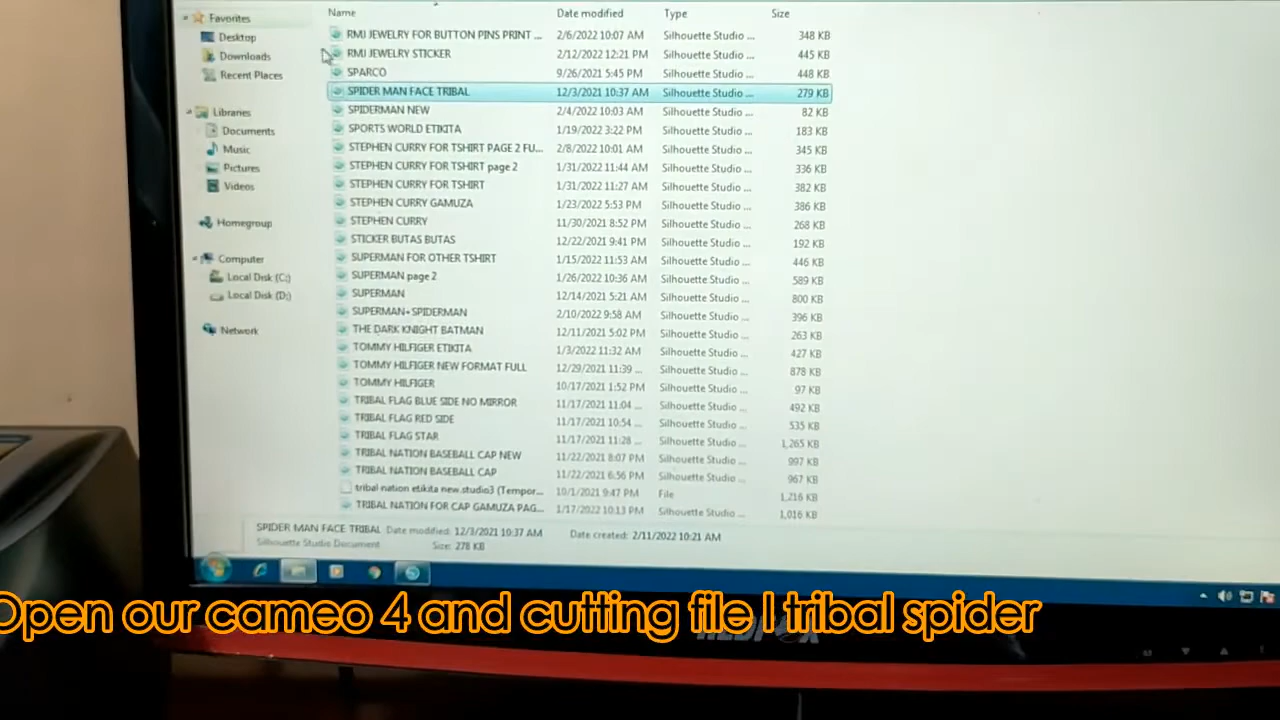 Name Date modified Type Size
Favorites
Desktop
Downloads
Recent Places
Libraries
Documents
Music
Pictures
Videos
Homegroup
Computer
Local Disk (C:)
Local Disk (D:)
Network
RMJ JEWELRY FOR BUTTON PINS PRINT ... 2/6/2022 10:07 AM Silhouette Studio ... 348 KB
RMJ JEWELRY STICKER 2/12/2022 12:21 PM Silhouette Studio ... 445 KB
SPARCO 9/26/2021 5:45 PM Silhouette Studio ... 448 KB
SPIDER MAN FACE TRIBAL 12/3/2021 10:37 AM Silhouette Studio ... 279 KB
SPIDERMAN NEW 2/4/2022 10:03 AM Silhouette Studio ... 82 KB
SPORTS WORLD ETIKITA 1/19/2022 3:22 PM Silhouette Studio ... 183 KB
STEPHEN CURRY FOR TSHIRT PAGE 2 FU... 2/8/2022 10:01 AM Silhouette Studio ... 345 KB
STEPHEN CURRY FOR TSHIRT page 2 1/31/2022 11:44 AM Silhouette Studio ... 336 KB
STEPHEN CURRY FOR TSHIRT 1/31/2022 11:27 AM Silhouette Studio ... 382 KB
STEPHEN CURRY GAMUZA 1/23/2022 5:53 PM Silhouette Studio ... 386 KB
STEPHEN CURRY 11/30/2021 8:52 PM Silhouette Studio ... 268 KB
STICKER BUTAS BUTAS 12/22/2021 9:41 PM Silhouette Studio ... 192 KB
SUPERMAN FOR OTHER TSHIRT 1/15/2022 11:53 AM Silhouette Studio ... 446 KB
SUPERMAN page 2 1/26/2022 10:36 AM Silhouette Studio ... 589 KB
SUPERMAN 12/14/2021 5:21 AM Silhouette Studio ... 800 KB
SUPERMAN+SPIDERMAN 2/10/2022 9:58 AM Silhouette Studio ... 396 KB
THE DARK KNIGHT BATMAN 12/11/2021 5:02 PM Silhouette Studio ... 263 KB
TOMMY HILFIGER ETIKITA 1/3/2022 11:32 AM Silhouette Studio ... 427 KB
TOMMY HILFIGER NEW FORMAT FULL 12/29/2021 11:39 ... Silhouette Studio ... 878 KB
TOMMY HILFIGER 10/17/2021 1:52 PM Silhouette Studio ... 97 KB
TRIBAL FLAG BLUE SIDE NO MIRROR 11/17/2021 11:04 ... Silhouette Studio ... 492 KB
TRIBAL FLAG RED SIDE 11/17/2021 10:54 ... Silhouette Studio ... 535 KB
TRIBAL FLAG STAR 11/17/2021 11:28 ... Silhouette Studio ... 1,265 KB
TRIBAL NATION BASEBALL CAP NEW 11/22/2021 8:07 PM Silhouette Studio ... 997 KB
TRIBAL NATION BASEBALL CAP 11/22/2021 6:56 PM Silhouette Studio ... 967 KB
tribal nation etikita new.studio3 (Tempor... 10/1/2021 9:47 PM File 1,216 KB
TRIBAL NATION FOR CAP GAMUZA PAG... 1/17/2022 10:13 PM Silhouette Studio ... 1,016 KB
SPIDER MAN FACE TRIBAL Date modified: 12/3/2021 10:37 AM Date created: 2/11/2022 10:21 AM
Silhouette Studio Document Size: 278 KB
Open our cameo 4 and cutting file | tribal spider